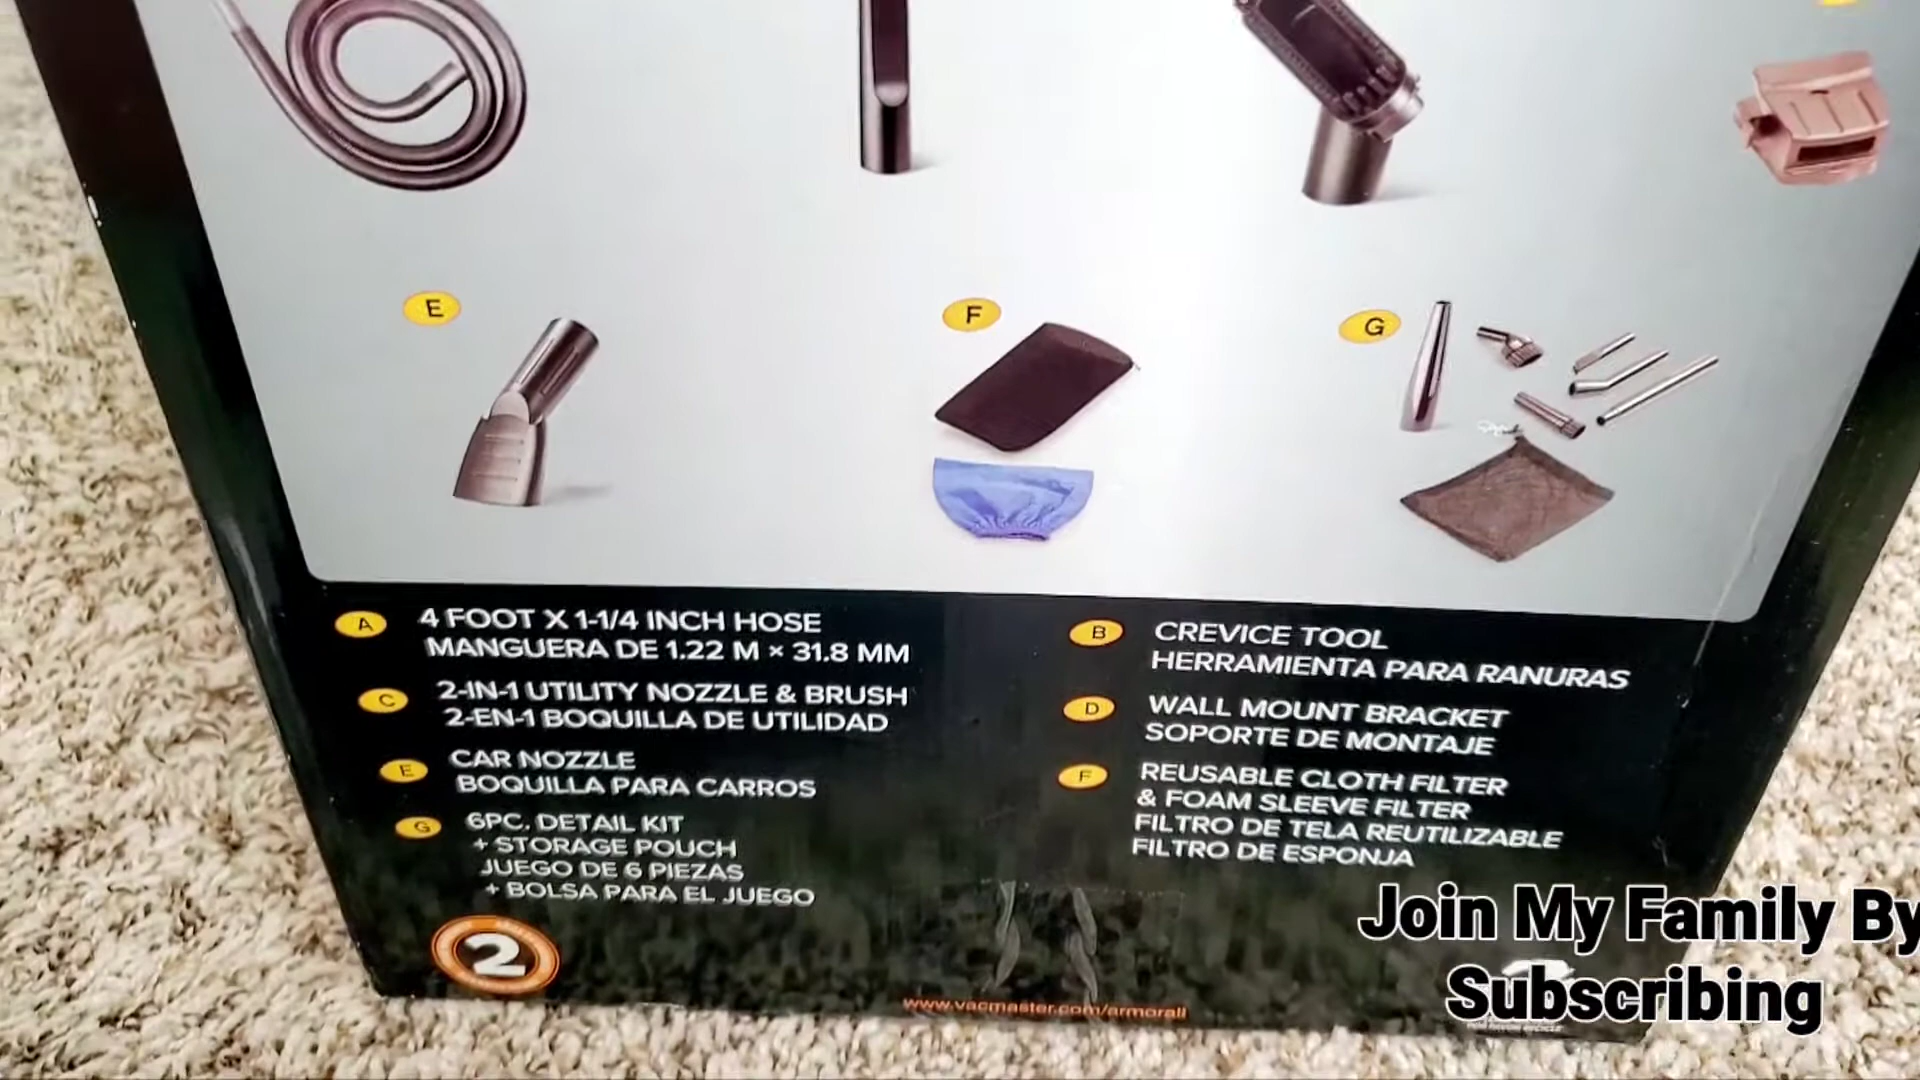 E
F
G
A
4 FOOT X 1-1/4 INCH HOSE
MANGUERA DE 1.22 M × 31.8 MM
B
CREVICE TOOL
HERRAMIENTA PARA RANURAS
C
2-IN-1 UTILITY NOZZLE & BRUSH
2-EN-1 BOQUILLA DE UTILIDAD
D
WALL MOUNT BRACKET
SOPORTE DE MONTAJE
E
CAR NOZZLE
BOQUILLA PARA CARROS
F
REUSABLE CLOTH FILTER
& FOAM SLEEVE FILTER
FILTRO DE TELA REUTILIZABLE
FILTRO DE ESPONJA
G
6PC. DETAIL KIT
+ STORAGE POUCH
JUEGO DE 6 PIEZAS
+ BOLSA PARA EL JUEGO
2
www.vacmaster.com/armorall
Join My Family By
Subscribing